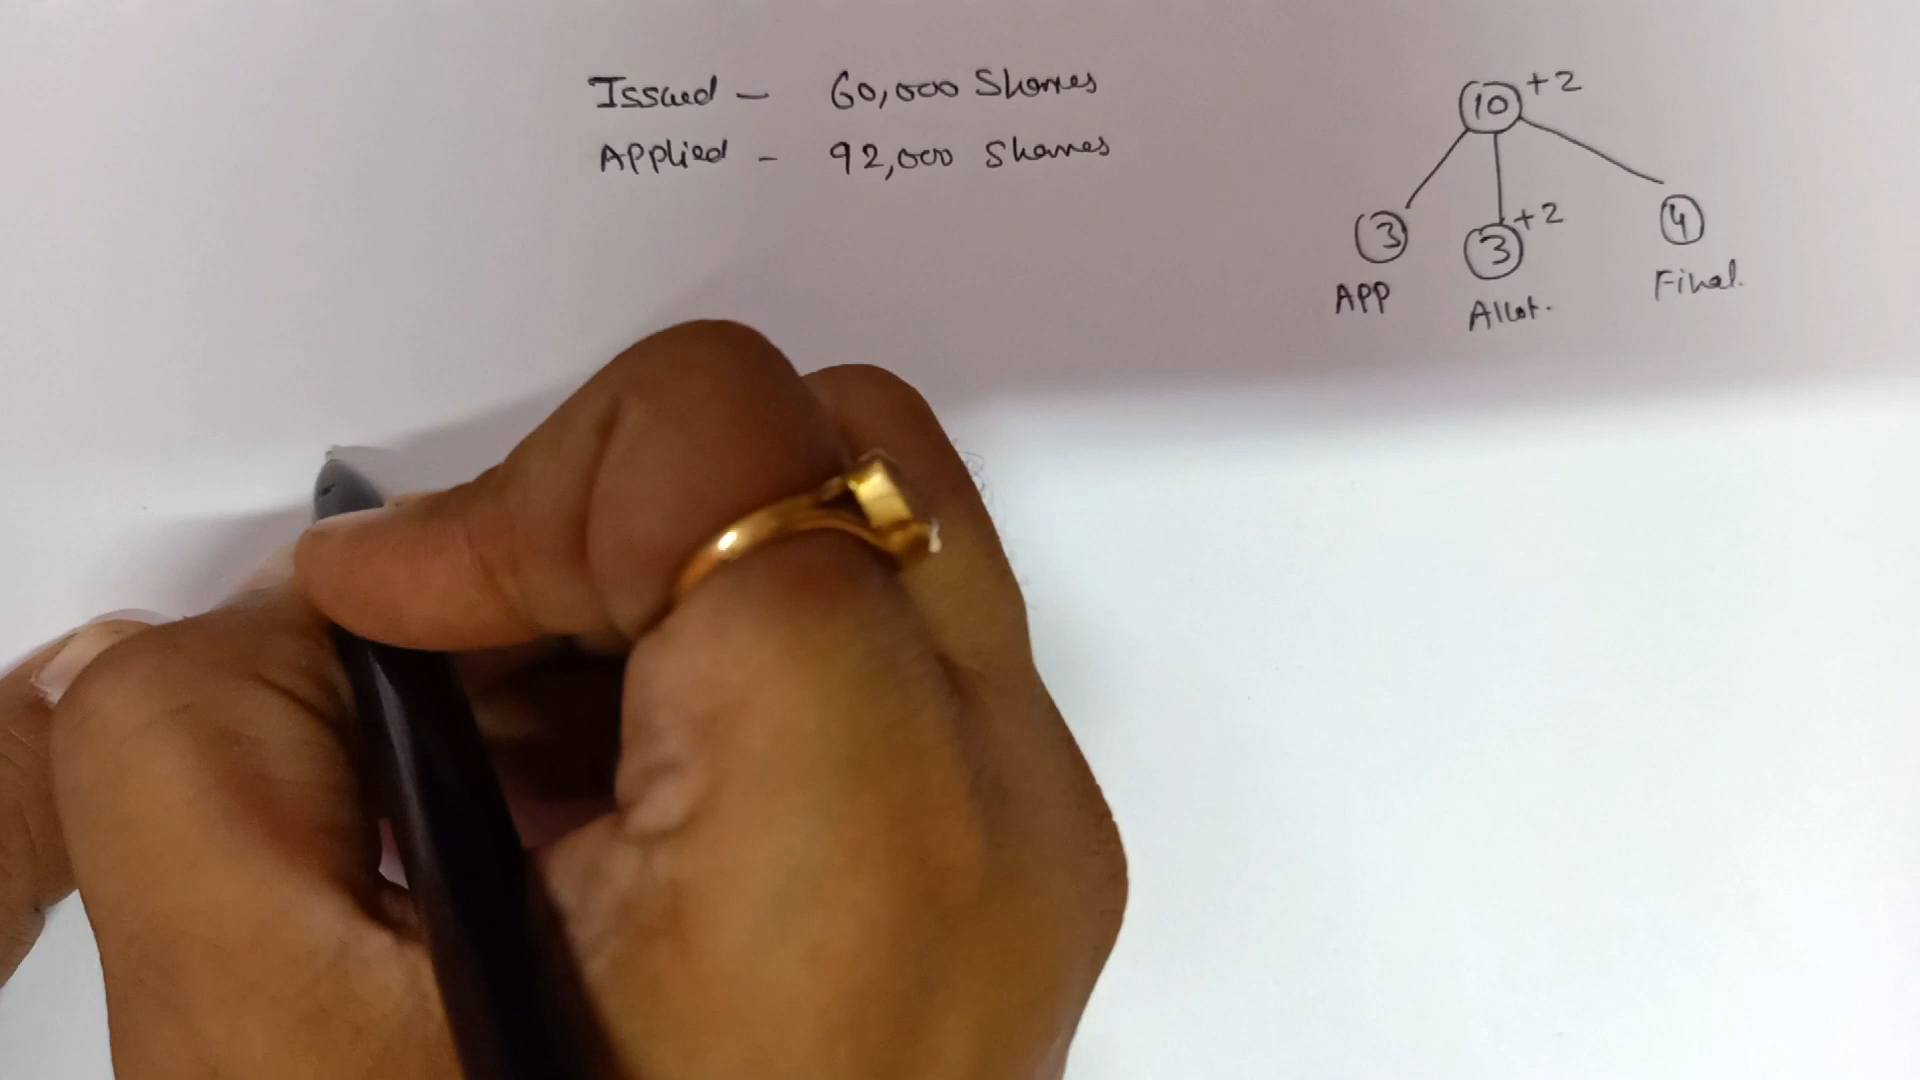 Issued - 60,000 Shares
Applied - 92,000 Shares
10 +2
3 3 +2 4
APP Allot. Final.